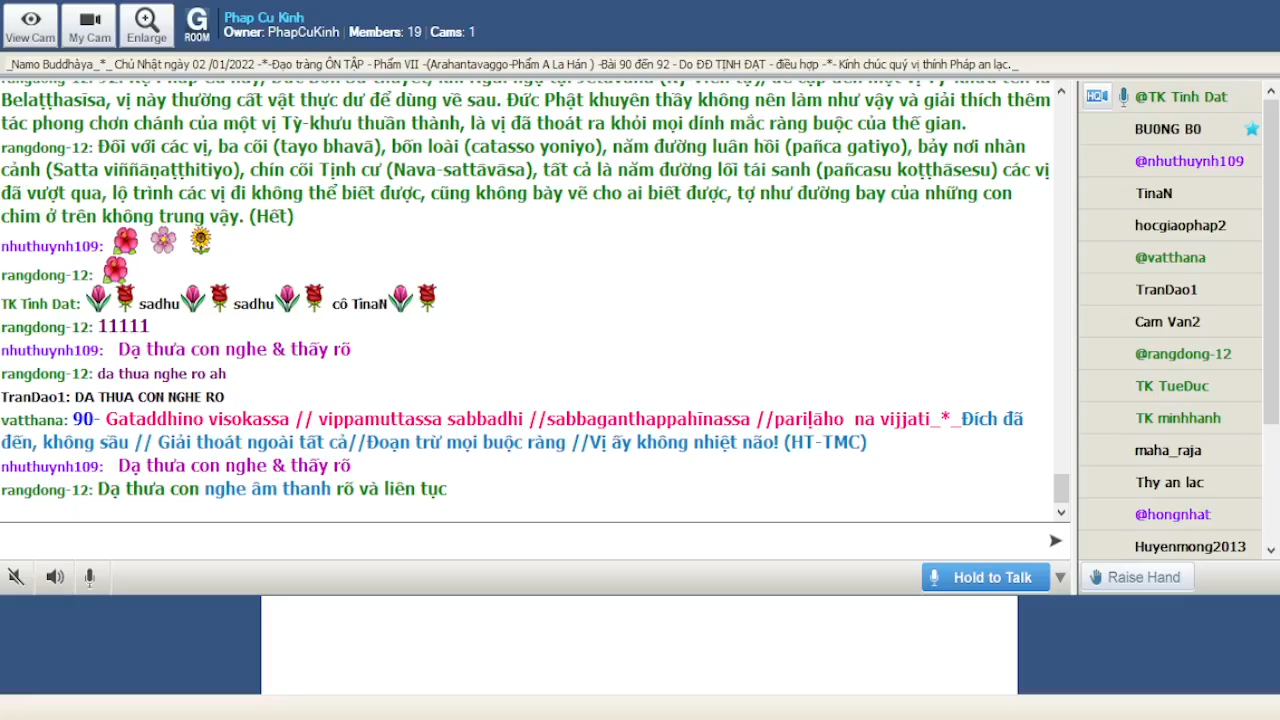 View Cam
My Cam
Enlarge
G
ROOM
Phap Cu Kinh
Owner: PhapCuKinh | Members: 19 | Cams: 1
_Namo Buddhàya_*_ Chú Nhật ngày 02 /01/2022 -*-Đạo tràng ÔN TẬP - Phẩm VII -(Arahantavaggo-Phẩm A La Hán ) -Bài 90 đến 92 - Do ĐĐ TỊNH ĐẠT - điều hợp -*- Kính chúc quý vị thính Pháp an lạc._
Belaṭṭhasīsa, vị này thường cất vật thực dư để dùng về sau. Đức Phật khuyên thầy không nên làm như vậy và giải thích thêm
tác phong chơn chánh của một vị Tỳ-khưu thuần thành, là vị đã thoát ra khỏi mọi dính mắc ràng buộc của thế gian.
rangdong-12: Đối với các vị, ba cõi (tayo bhavā), bốn loài (catasso yoniyo), năm đường luân hồi (pañca gatiyo), bảy nơi nhàn
cảnh (Satta viññāṇaṭṭhitiyo), chín cõi Tịnh cư (Nava-sattāvāsa), tất cả là năm đường lối tái sanh (pañcasu koṭṭhāsesu) các vị
đã vượt qua, lộ trình các vị đi không thể biết được, cũng không bày vẽ cho ai biết được, tợ như đường bay của những con
chim ở trên không trung vậy. (Hết)
nhuthuynh109:
rangdong-12:
TK Tinh Dat: sadhu sadhu cô TinaN
rangdong-12: 11111
nhuthuynh109: Dạ thưa con nghe & thấy rõ
rangdong-12: da thua nghe ro ah
TranDao1: DA THUA CON NGHE RO
vatthana: 90- Gataddhino visokassa // vippamuttassa sabbadhi //sabbaganthappahīnassa //pariḷāho na vijjati_*_Đích đã
đến, không sầu // Giải thoát ngoài tất cả//Đoạn trừ mọi buộc ràng //Vị ấy không nhiệt não! (HT-TMC)
nhuthuynh109: Dạ thưa con nghe & thấy rõ
rangdong-12: Dạ thưa con nghe âm thanh rõ và liên tục
Hold to Talk
HQ
@TK Tinh Dat
BU0NG B0
@nhuthuynh109
TinaN
hocgiaophap2
@vatthana
TranDao1
Cam Van2
@rangdong-12
TK TueDuc
TK minhhanh
maha_raja
Thy an lac
@hongnhat
Huyenmong2013
Raise Hand